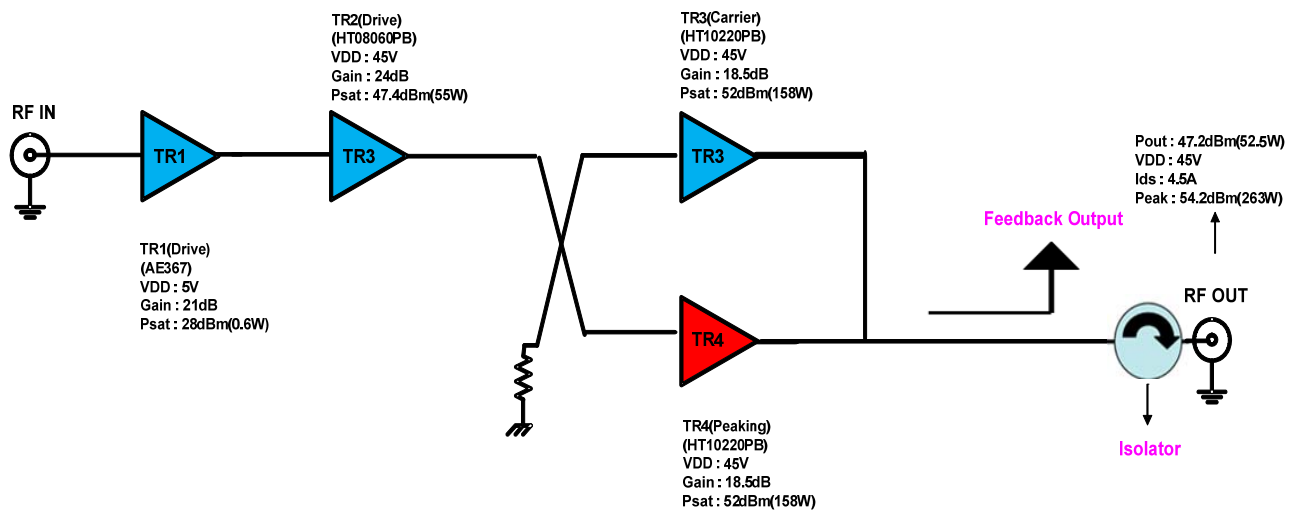 TR2(Drive)
(HT08060PB)
VDD : 45V
Gain : 24dB
Psat : 47.4dBm(55W)
TR3(Carrier)
(HT10220PB)
VDD : 45V
Gain : 18.5dB
Psat : 52dBm(158W)
RF IN
TR1
TR3
TR3
Pout : 47.2dBm(52.5W)
VDD : 45V
Ids : 4.5A
Peak : 54.2dBm(263W)
Feedback Output
TR1(Drive)
(AE367)
VDD : 5V
Gain : 21dB
Psat : 28dBm(0.6W)
RF OUT
TR4
TR4(Peaking)
(HT10220PB)
VDD : 45V
Gain : 18.5dB
Psat : 52dBm(158W)
Isolator